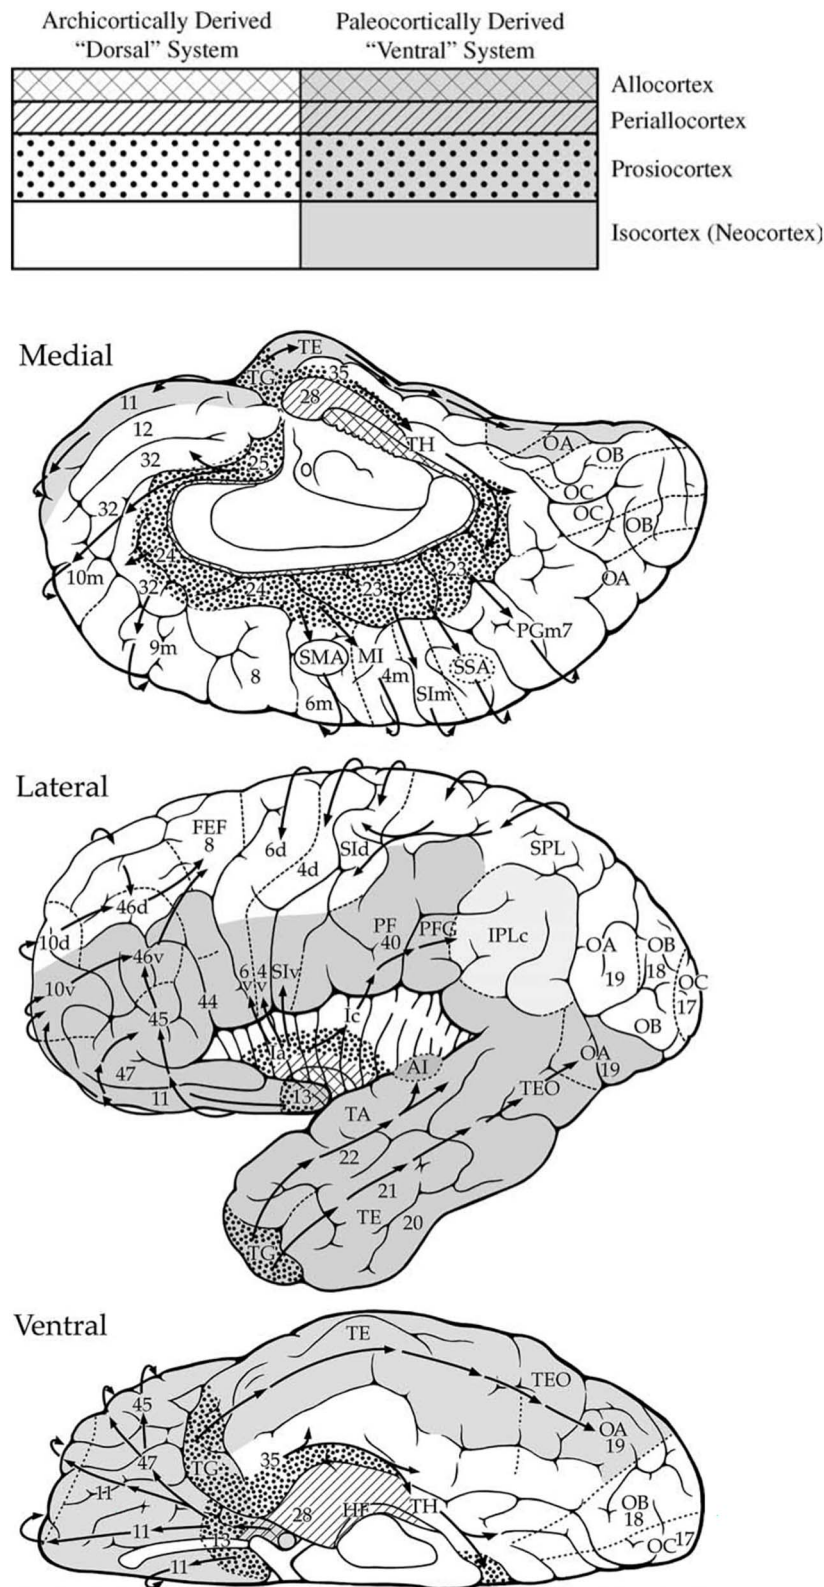 Archicortically Derived
“Dorsal” System
Paleocortically Derived
“Ventral” System
Allocortex
Periallocortex
Prosiocortex
Isocortex (Neocortex)
Medial
TE
TG
35
28
11
12
32
25
TH
OA
OB
OC
OC
OB
OA
32
24
10m
32
24
23
23
9m
8
SMA
MI
4m
SSA
PGm7
6m
SIm
Lateral
FEF
8
6d
4d
SId
SPL
46d
10d
PF
40
PFG
IPLc
OA
19
OB
18
OC
17
46v
10v
6
v
4
v
SIv
44
45
Ic
Ia
OB
47
11
13
AI
OA
19
TEO
TA
22
21
TE
20
TG
Ventral
TE
45
TEO
OA
19
47
TG
35
11
28
HF
TH
OB
18
11
13
17
OC
11